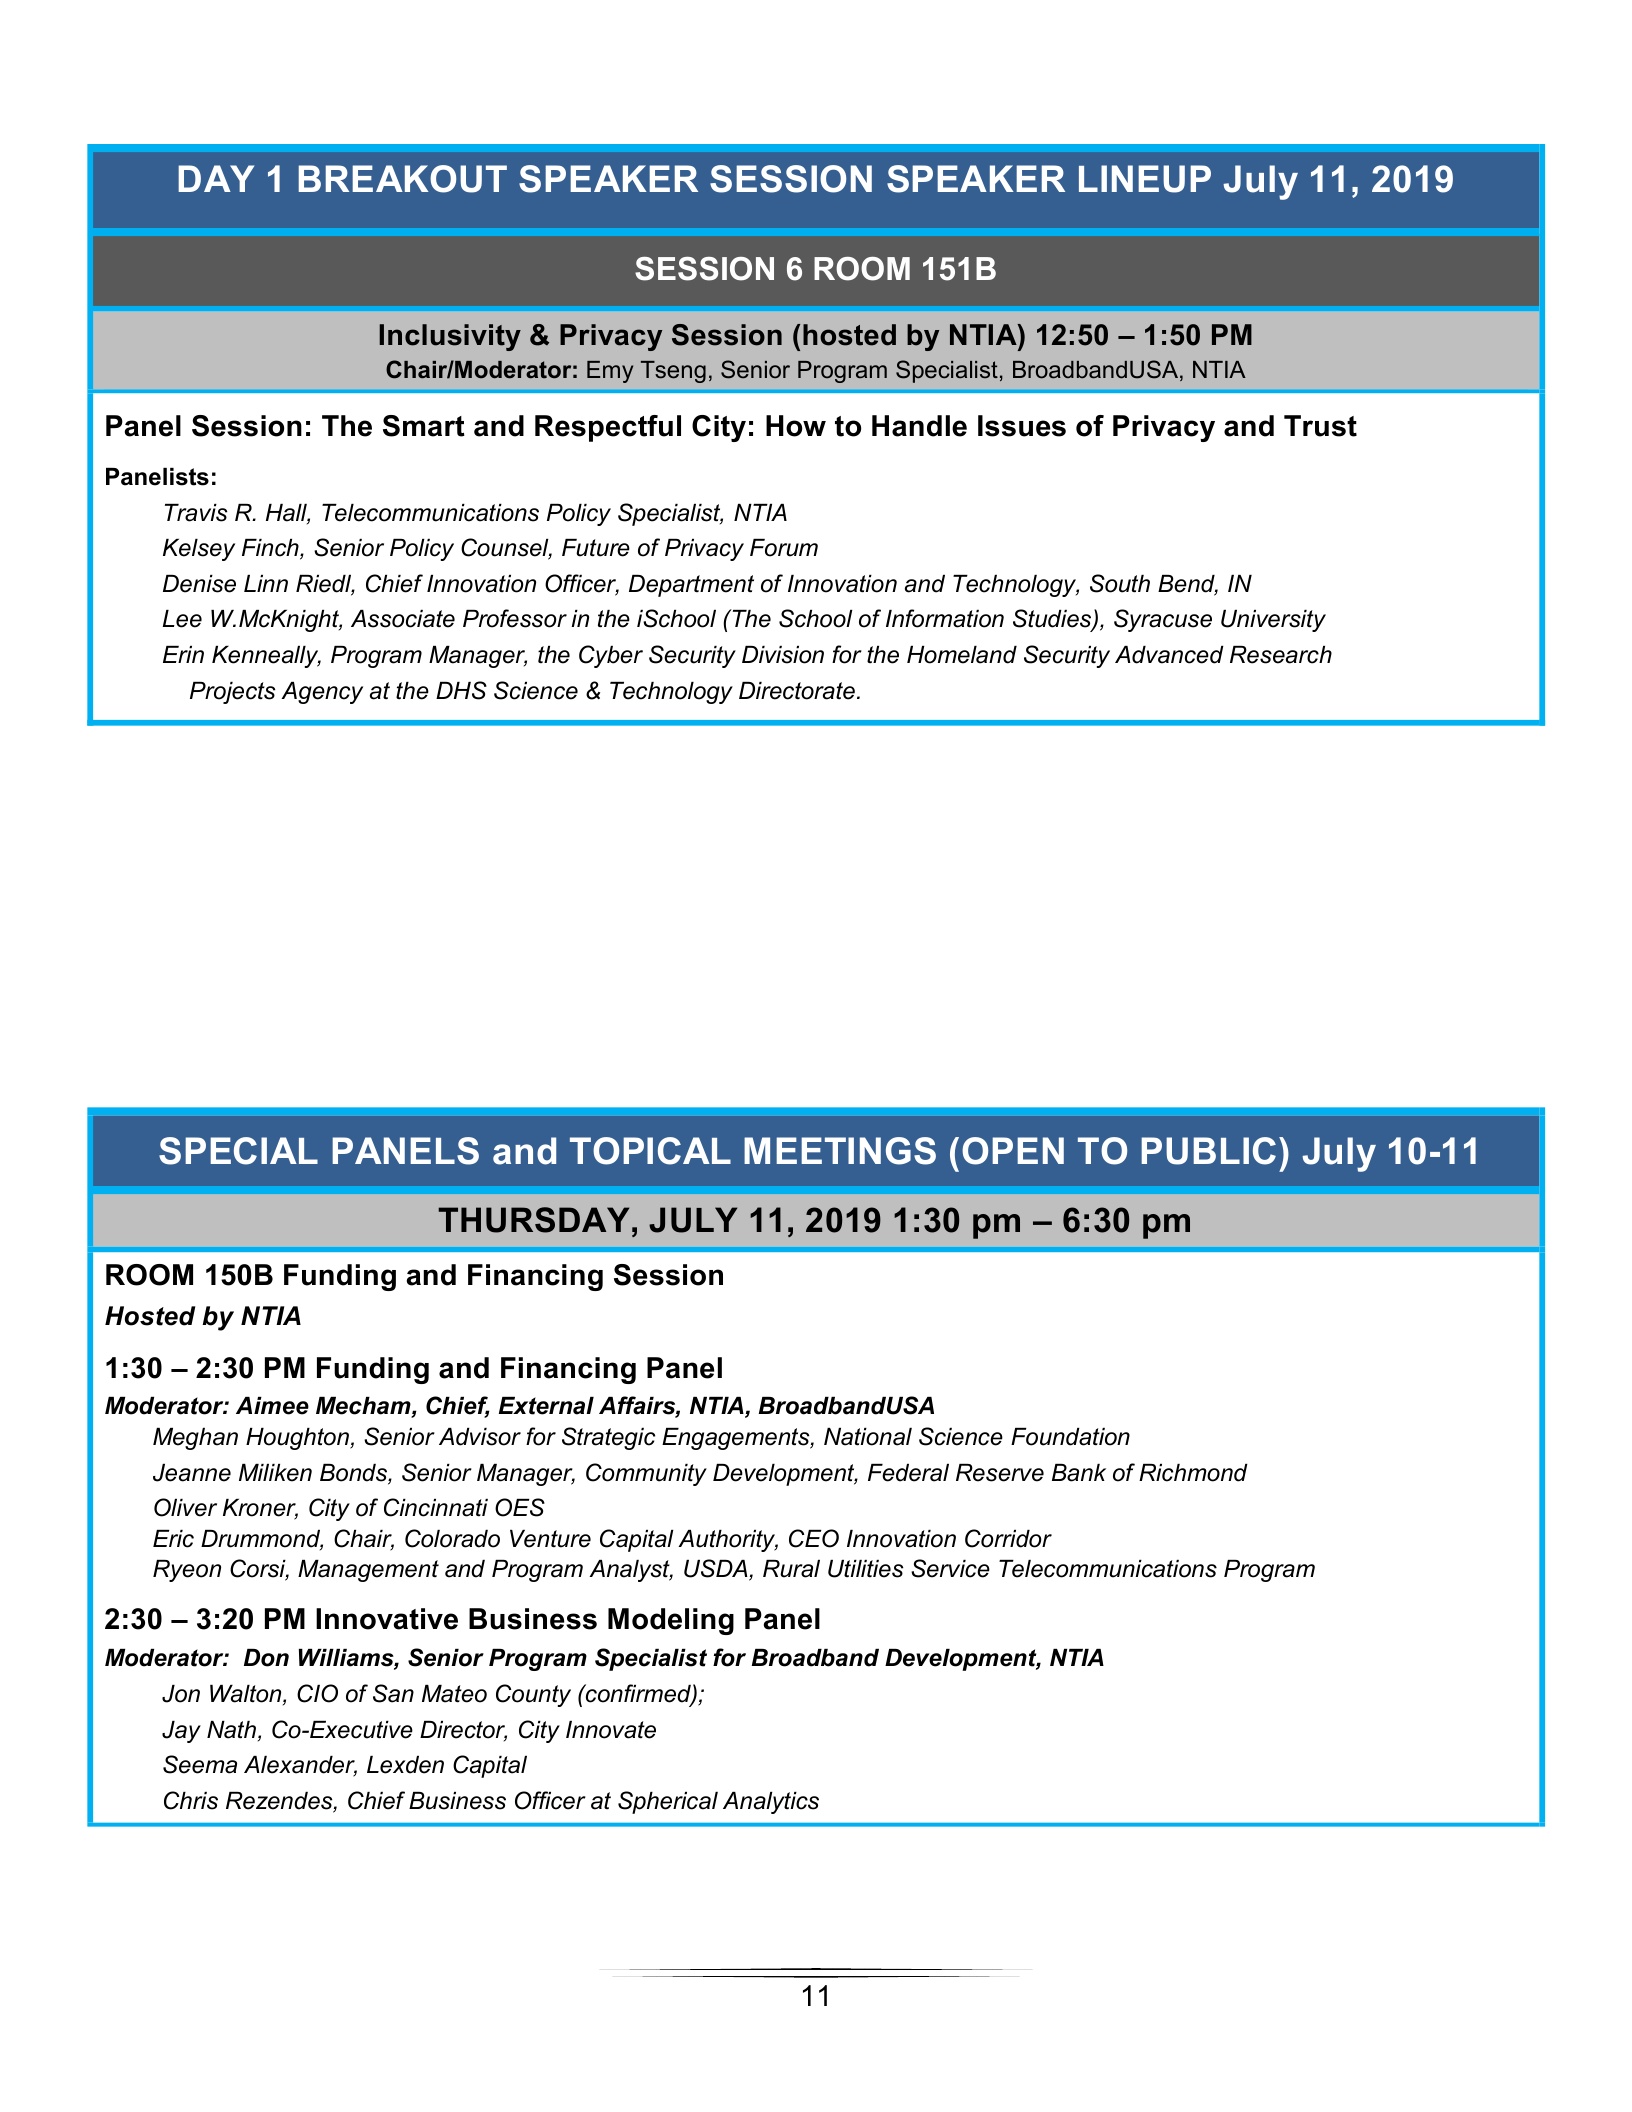 DAY 1 BREAKOUT SPEAKER SESSION SPEAKER LINEUP July 11, 2019
SESSION 6 ROOM 151B
Inclusivity & Privacy Session (hosted by NTIA) 12:50 – 1:50 PM
Chair/Moderator: Emy Tseng, Senior Program Specialist, BroadbandUSA, NTIA
Panel Session: The Smart and Respectful City: How to Handle Issues of Privacy and Trust
Panelists:
Travis R. Hall, Telecommunications Policy Specialist, NTIA
Kelsey Finch, Senior Policy Counsel, Future of Privacy Forum
Denise Linn Riedl, Chief Innovation Officer, Department of Innovation and Technology, South Bend, IN
Lee W.McKnight, Associate Professor in the iSchool (The School of Information Studies), Syracuse University
Erin Kenneally, Program Manager, the Cyber Security Division for the Homeland Security Advanced Research
Projects Agency at the DHS Science & Technology Directorate.
SPECIAL PANELS and TOPICAL MEETINGS (OPEN TO PUBLIC) July 10-11
THURSDAY, JULY 11, 2019 1:30 pm – 6:30 pm
ROOM 150B Funding and Financing Session
Hosted by NTIA
1:30 – 2:30 PM Funding and Financing Panel
Moderator: Aimee Mecham, Chief, External Affairs, NTIA, BroadbandUSA
Meghan Houghton, Senior Advisor for Strategic Engagements, National Science Foundation
Jeanne Miliken Bonds, Senior Manager, Community Development, Federal Reserve Bank of Richmond
Oliver Kroner, City of Cincinnati OES
Eric Drummond, Chair, Colorado Venture Capital Authority, CEO Innovation Corridor
Ryeon Corsi, Management and Program Analyst, USDA, Rural Utilities Service Telecommunications Program
2:30 – 3:20 PM Innovative Business Modeling Panel
Moderator:  Don Williams, Senior Program Specialist for Broadband Development, NTIA
Jon Walton, CIO of San Mateo County (confirmed);
Jay Nath, Co-Executive Director, City Innovate
Seema Alexander, Lexden Capital
Chris Rezendes, Chief Business Officer at Spherical Analytics
11